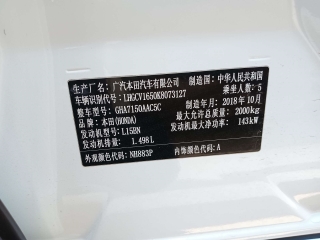 生产厂名：广汽本田汽车有限公司 制造国：中华人民共和国
车辆识别代号：LHGCV1650K8073127 乘坐人数：5
整车型号：GHA7150AAC5C 制造年月：2018年10月
品牌：本田(HONDA) 最大允许总质量：2000kg
发动机型号：L15BN 发动机最大净功率：143kW
发动机排量：1.498L
外观颜色代码：NH883P 内饰颜色代码：A